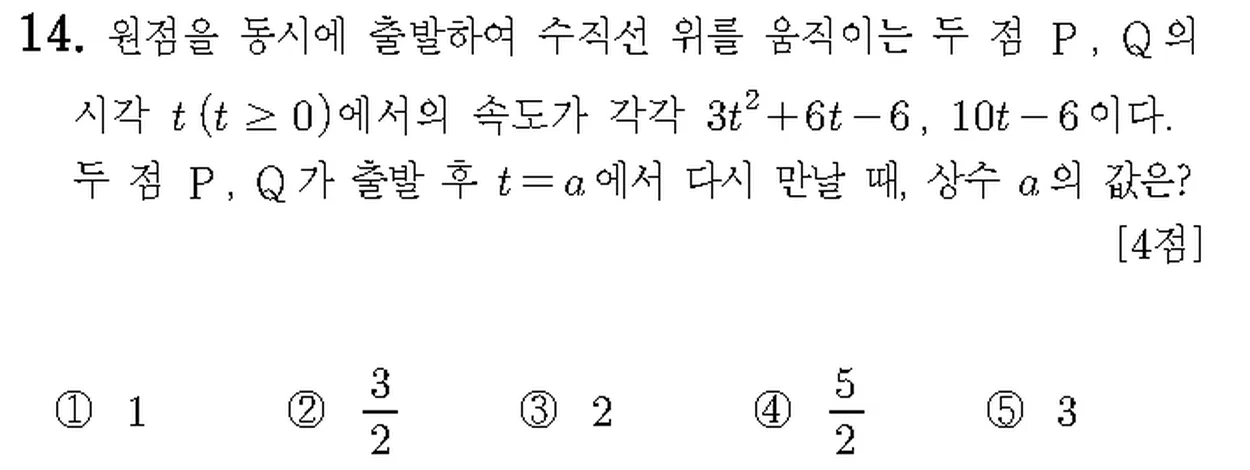 14. 원점을 동시에 출발하여 수직선 위를 움직이는 두 점 P, Q의
시각 t(t ≥ 0)에서의 속도가 각각 3t²+6t−6, 10t−6이다.
두 점 P, Q가 출발 후 t=a에서 다시 만날 때, 상수 a의 값은?
[4점]
① 1 ② 3/2 ③ 2 ④ 5/2 ⑤ 3